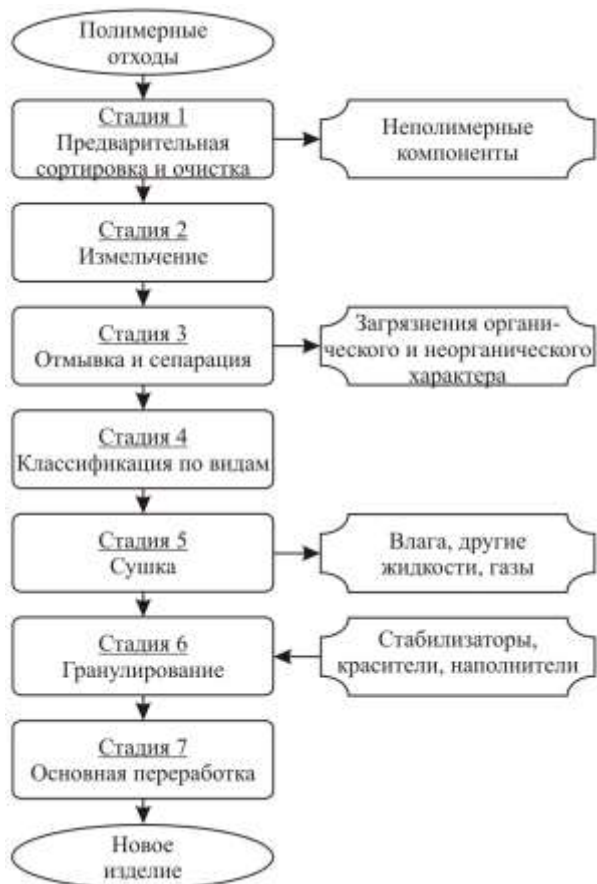 Полимерные
отходы
Стадия 1
Предварительная
сортировка и очистка
Неполимерные
компоненты
Стадия 2
Измельчение
Стадия 3
Отмывка и сепарация
Загрязнения органи-
ческого и неорганического
характера
Стадия 4
Классификация по видам
Стадия 5
Сушка
Влага, другие
жидкости, газы
Стадия 6
Гранулирование
Стабилизаторы,
красители, наполнители
Стадия 7
Основная переработка
Новое
изделие